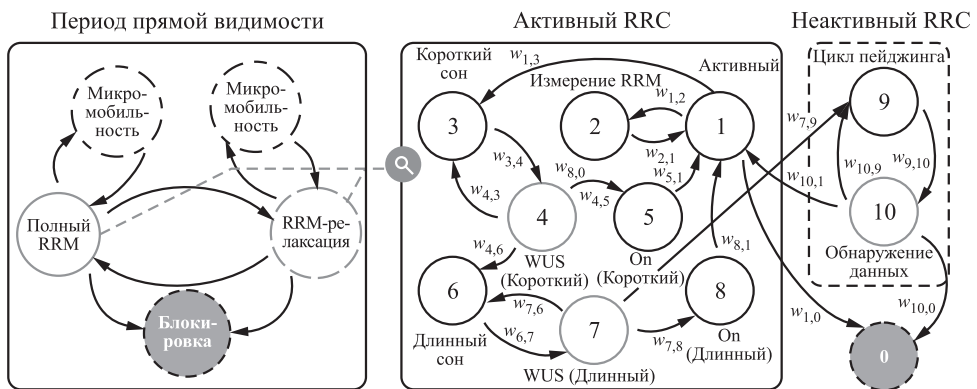 Период прямой видимости
Микро-
мобиль-
ность
Микро-
мобиль-
ность
Полный
RRM
RRM-ре-
лаксация
Блоки-
ровка
Активный RRC
Короткий
сон
w1,3
Измерение RRM
Активный
3
2
1
w1,2
w2,1
w3,4
w4,3
w8,0
w4,5
w5,1
4
5
WUS
(Короткий)
On
(Короткий)
w4,6
w8,1
6
7
8
w7,6
w6,7
w7,8
Длинный
сон
WUS (Длинный)
On
(Длинный)
Неактивный RRC
Цикл пейджинга
9
w7,9
w10,9
w9,10
w10,1
10
Обнаружение
данных
w1,0
w10,0
0